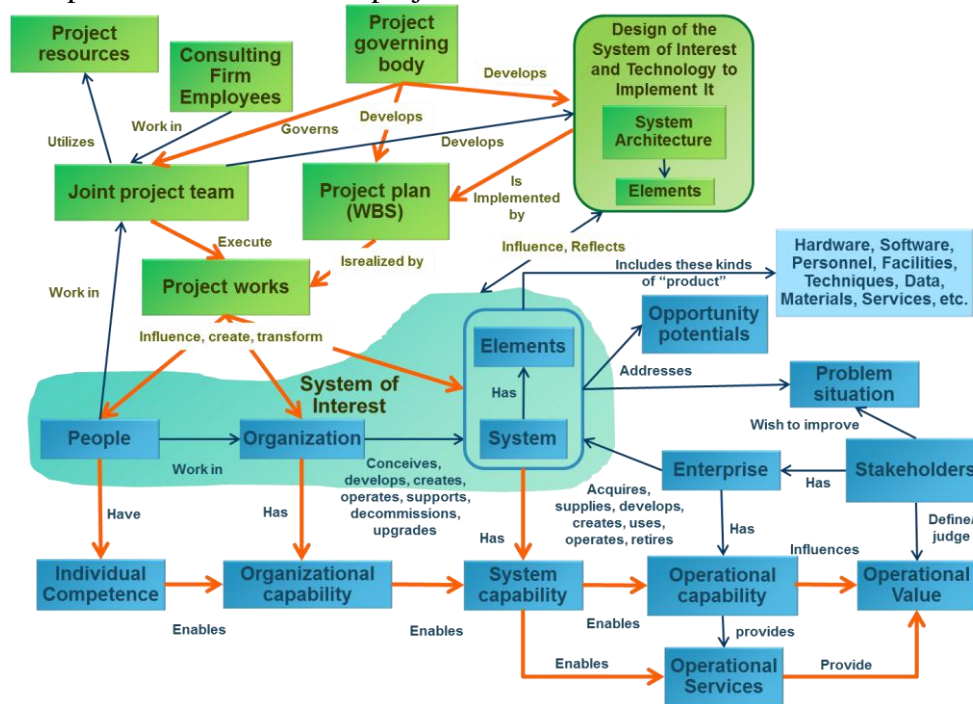 Project
resources
Consulting
Firm
Employees
Project
governing
body
Design of the
System of Interest
and Technology to
Implement It
System
Architecture
Elements
Develops
Utilizes
Work in
Governs
Develops
Develops
Joint project team
Project plan
(WBS)
Is
Implemented
by
Execute
Isrealized by
Influence, Reflects
Work in
Project works
Includes these kinds
of “product”
Hardware, Software,
Personnel, Facilities,
Techniques, Data,
Materials, Services, etc.
Influence, create, transform
Elements
Opportunity
potentials
System of
Interest
Has
Addresses
Problem
situation
Wish to improve
People
Organization
System
Work in
Conceives,
develops, creates,
operates, supports,
decommissions,
upgrades
Enterprise
Has
Stakeholders
Acquires,
supplies, develops,
creates, uses,
operates, retires
Have
Has
Has
Has
Define/
judge
Influences
Individual
Competence
Organizational
capability
System
capability
Operational
capability
Operational
Value
Enables
Enables
Enables
provides
Enables
Operational
Services
Provide